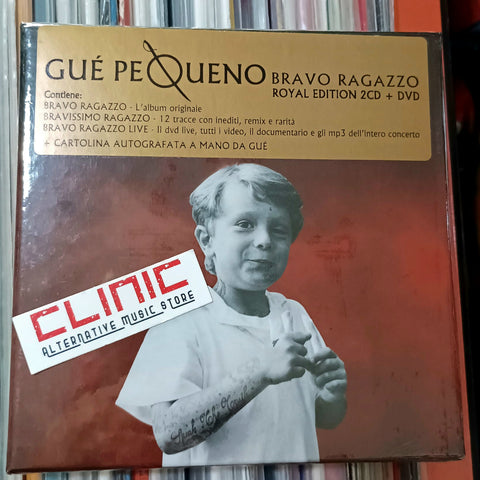 GUÉ PEQUENO BRAVO RAGAZZO
ROYAL EDITION 2CD + DVD
Contiene:
BRAVO RAGAZZO - L'album originale
BRAVISSIMO RAGAZZO - 12 tracce con inediti, remix e rarità
BRAVO RAGAZZO LIVE - Il dvd live, tutti i video, il documentario e gli mp3 dell'intero concerto
+ CARTOLINA AUTOGRAFATA A MANO DA GUÉ
CLINIC
ALTERNATIVE MUSIC STORE